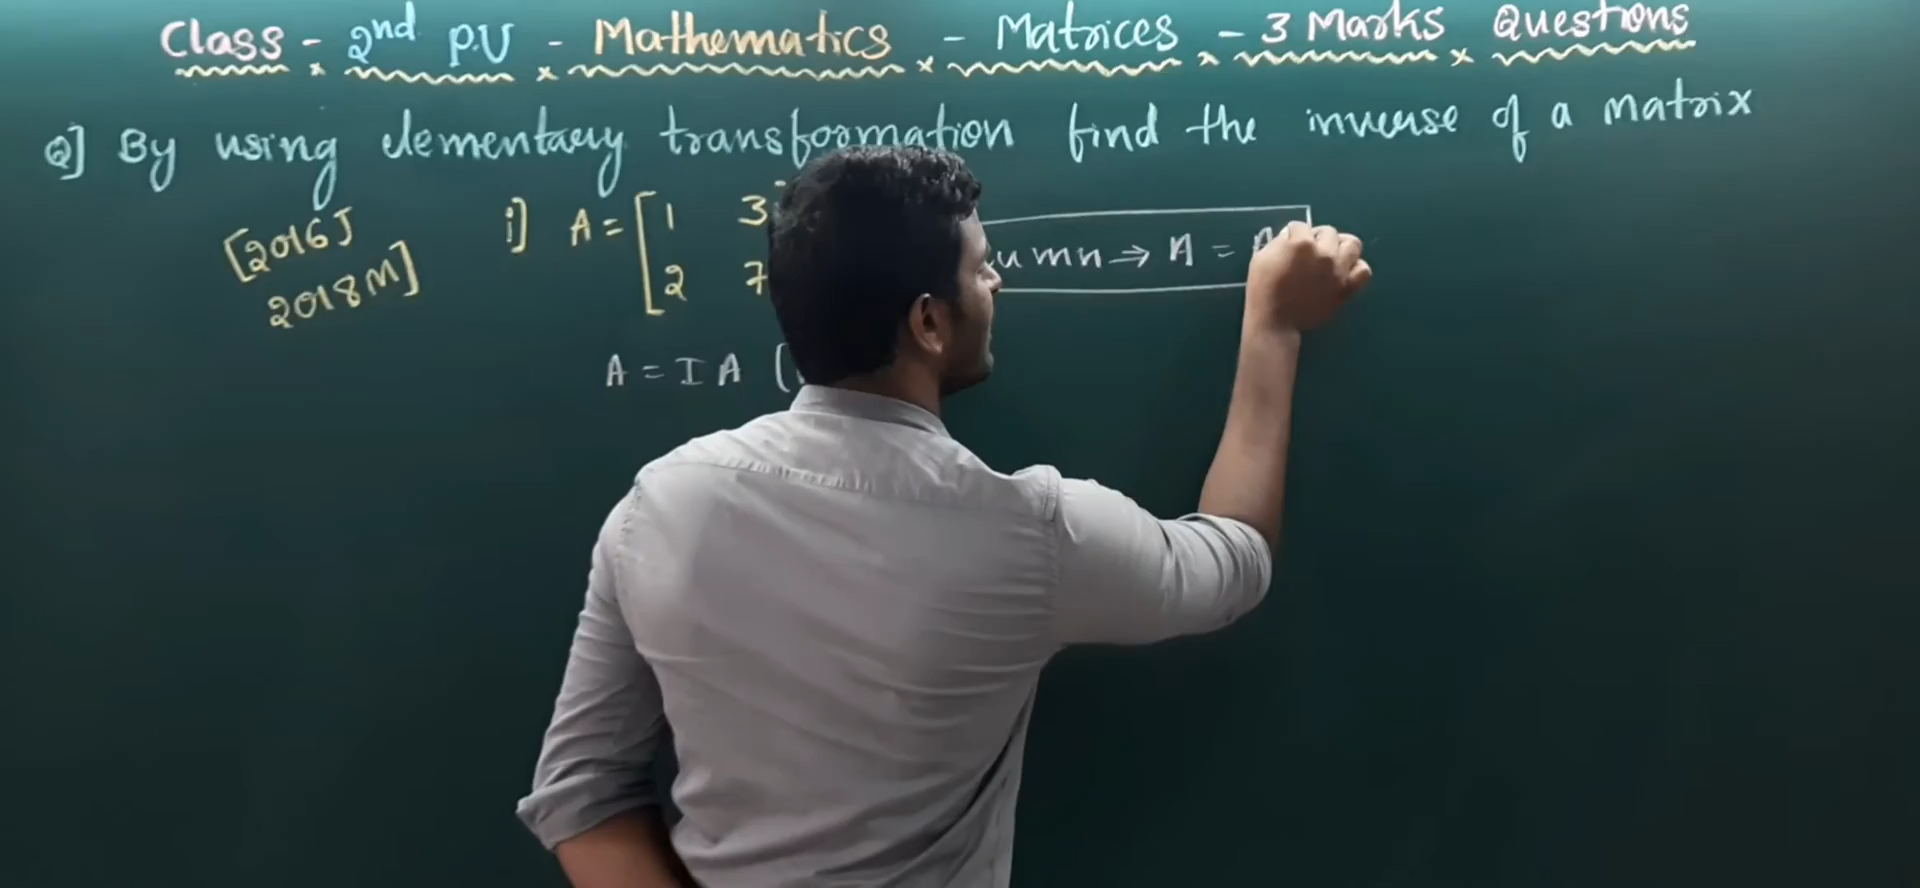 Class - 2nd P.U - Mathematics - Matrices - 3 Marks Questions
Q] By using elementary transformation find the inverse of a matrix
[2016J
2018M]
i] A = [ 1 3
2 7
umn → A = A
A = I A (